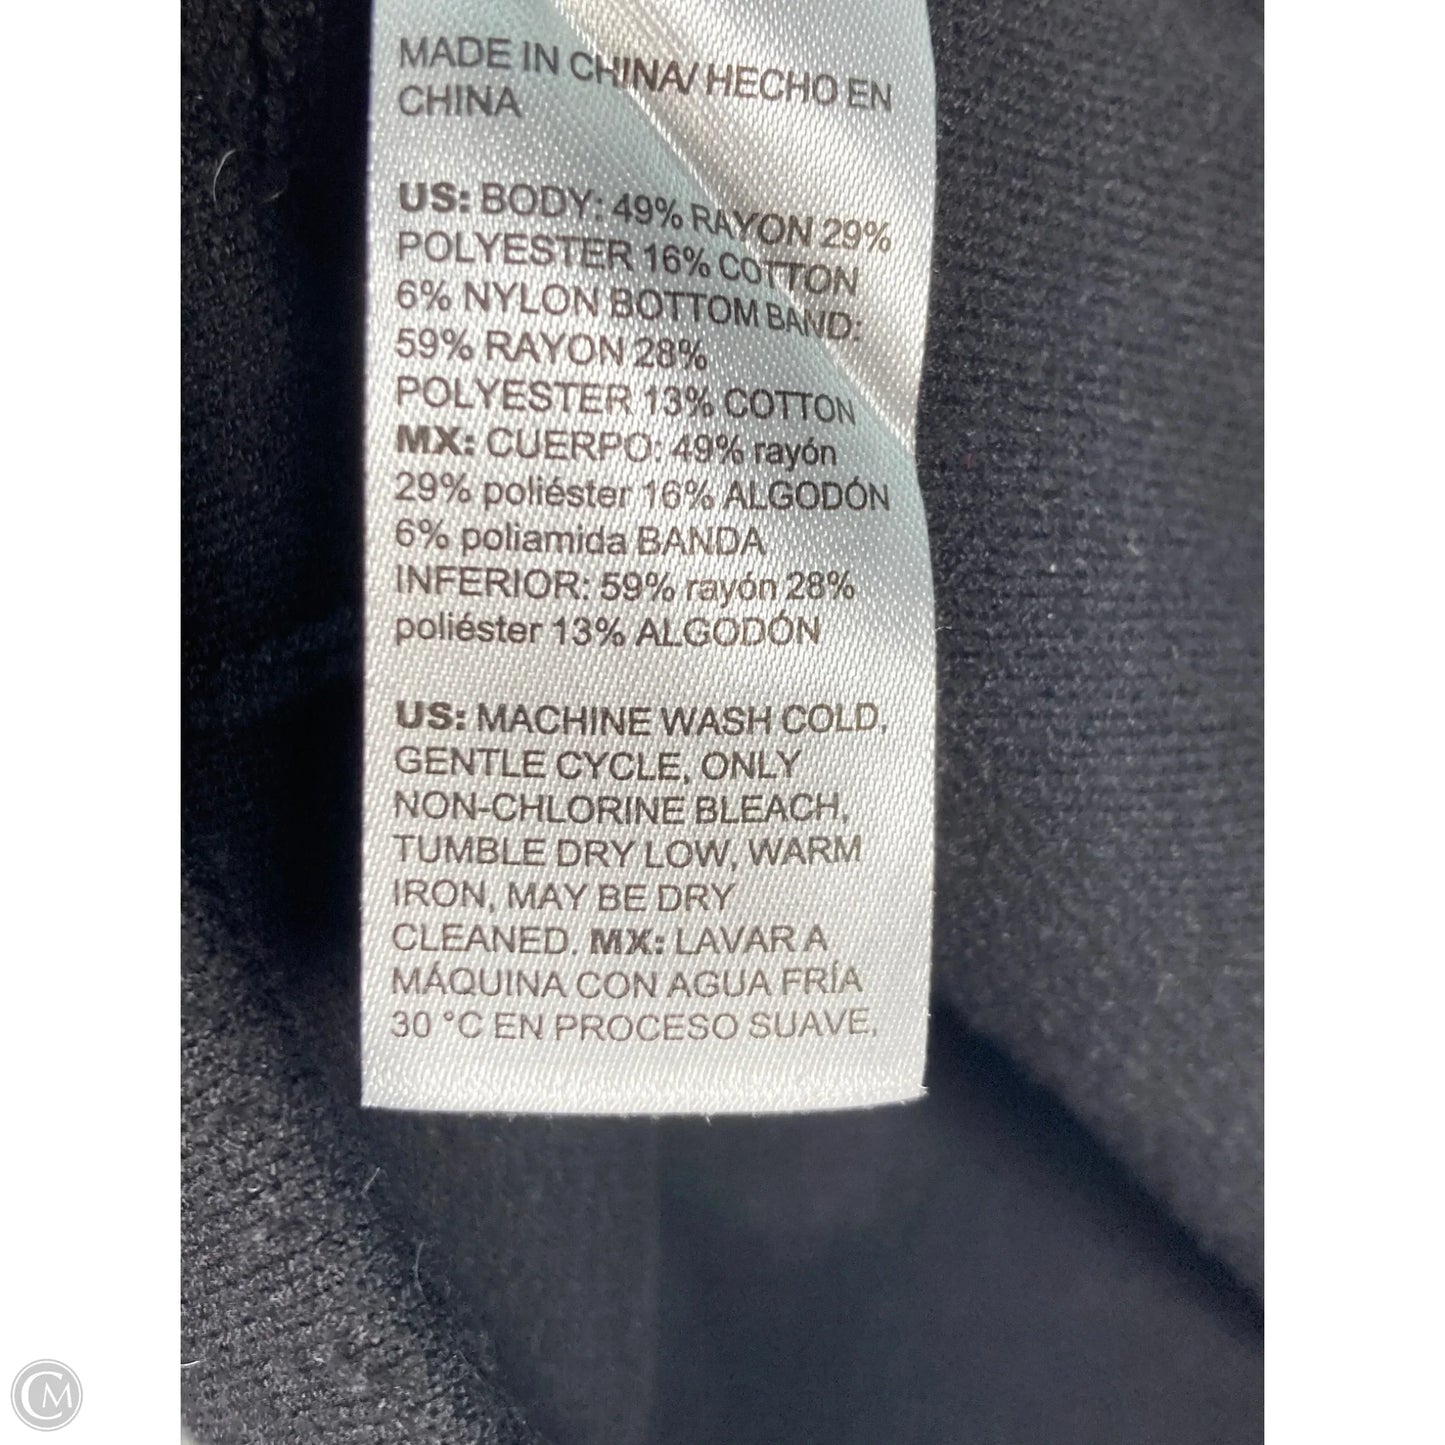 MADE IN CHINA/ HECHO EN
CHINA
US: BODY: 49% RAYON 29%
POLYESTER 16% COTTON
6% NYLON BOTTOM BAND:
59% RAYON 28%
POLYESTER 13% COTTON
MX: CUERPO: 49% rayón
29% poliéster 16% ALGODÓN
6% poliamida BANDA
INFERIOR: 59% rayón 28%
poliéster 13% ALGODÓN
US: MACHINE WASH COLD,
GENTLE CYCLE, ONLY
NON-CHLORINE BLEACH,
TUMBLE DRY LOW, WARM
IRON, MAY BE DRY
CLEANED. MX: LAVAR A
MÁQUINA CON AGUA FRÍA
30 °C EN PROCESO SUAVE,
CM